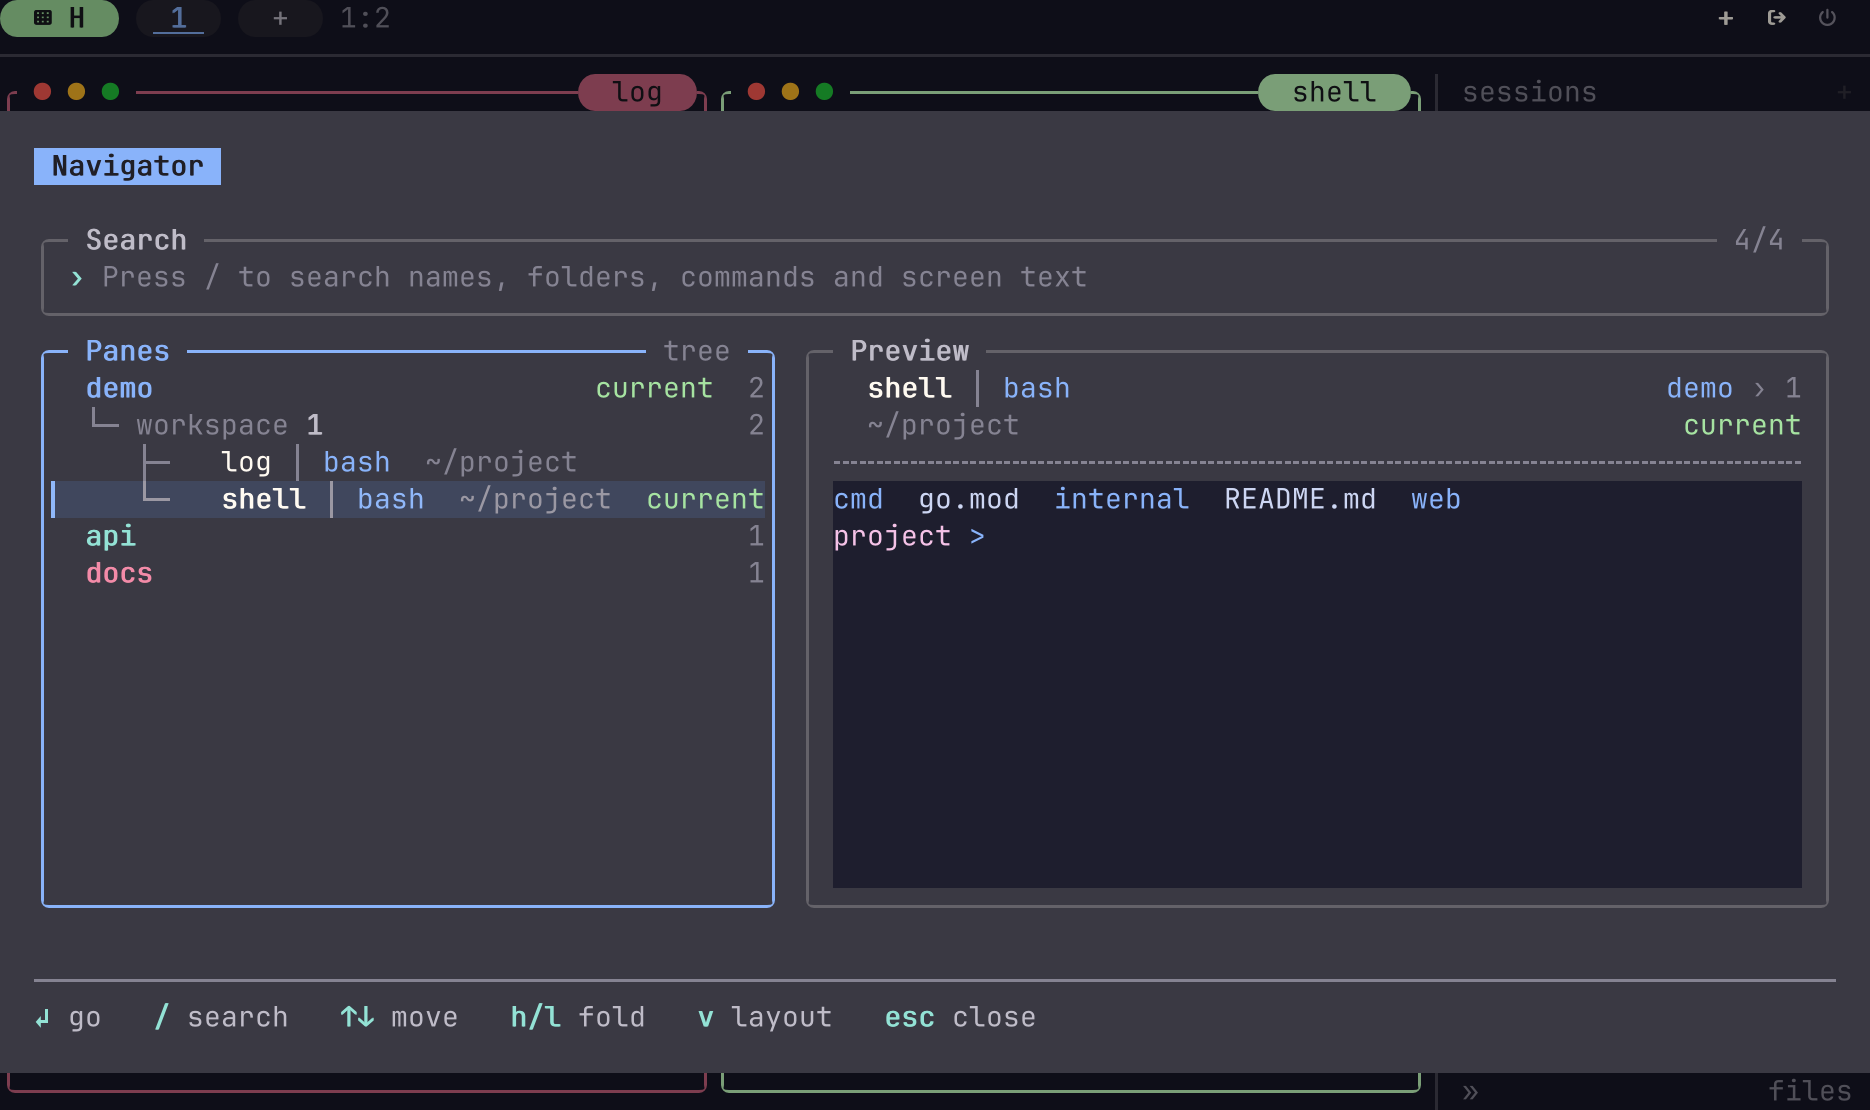 H 1 + 1:2 +
log shell sessions +
Navigator
Search 4/4
› Press / to search names, folders, commands and screen text
Panes tree
demo current 2
workspace 1 2
log │ bash ~/project
shell │ bash ~/project current
api 1
docs 1
Preview
shell │ bash demo › 1
~/project current
cmd go.mod internal README.md web
project >
↲ go / search ↑↓ move h/l fold v layout esc close
» files